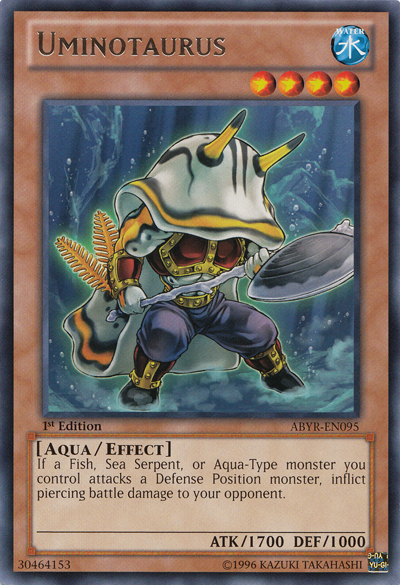 UMINOTAURUS
WATER
水
1st Edition
ABYR-EN095
[AQUA/EFFECT]
If a Fish, Sea Serpent, or Aqua-Type monster you
control attacks a Defense Position monster, inflict
piercing battle damage to your opponent.
ATK/1700 DEF/1000
30464153
©1996 KAZUKI TAKAHASHI